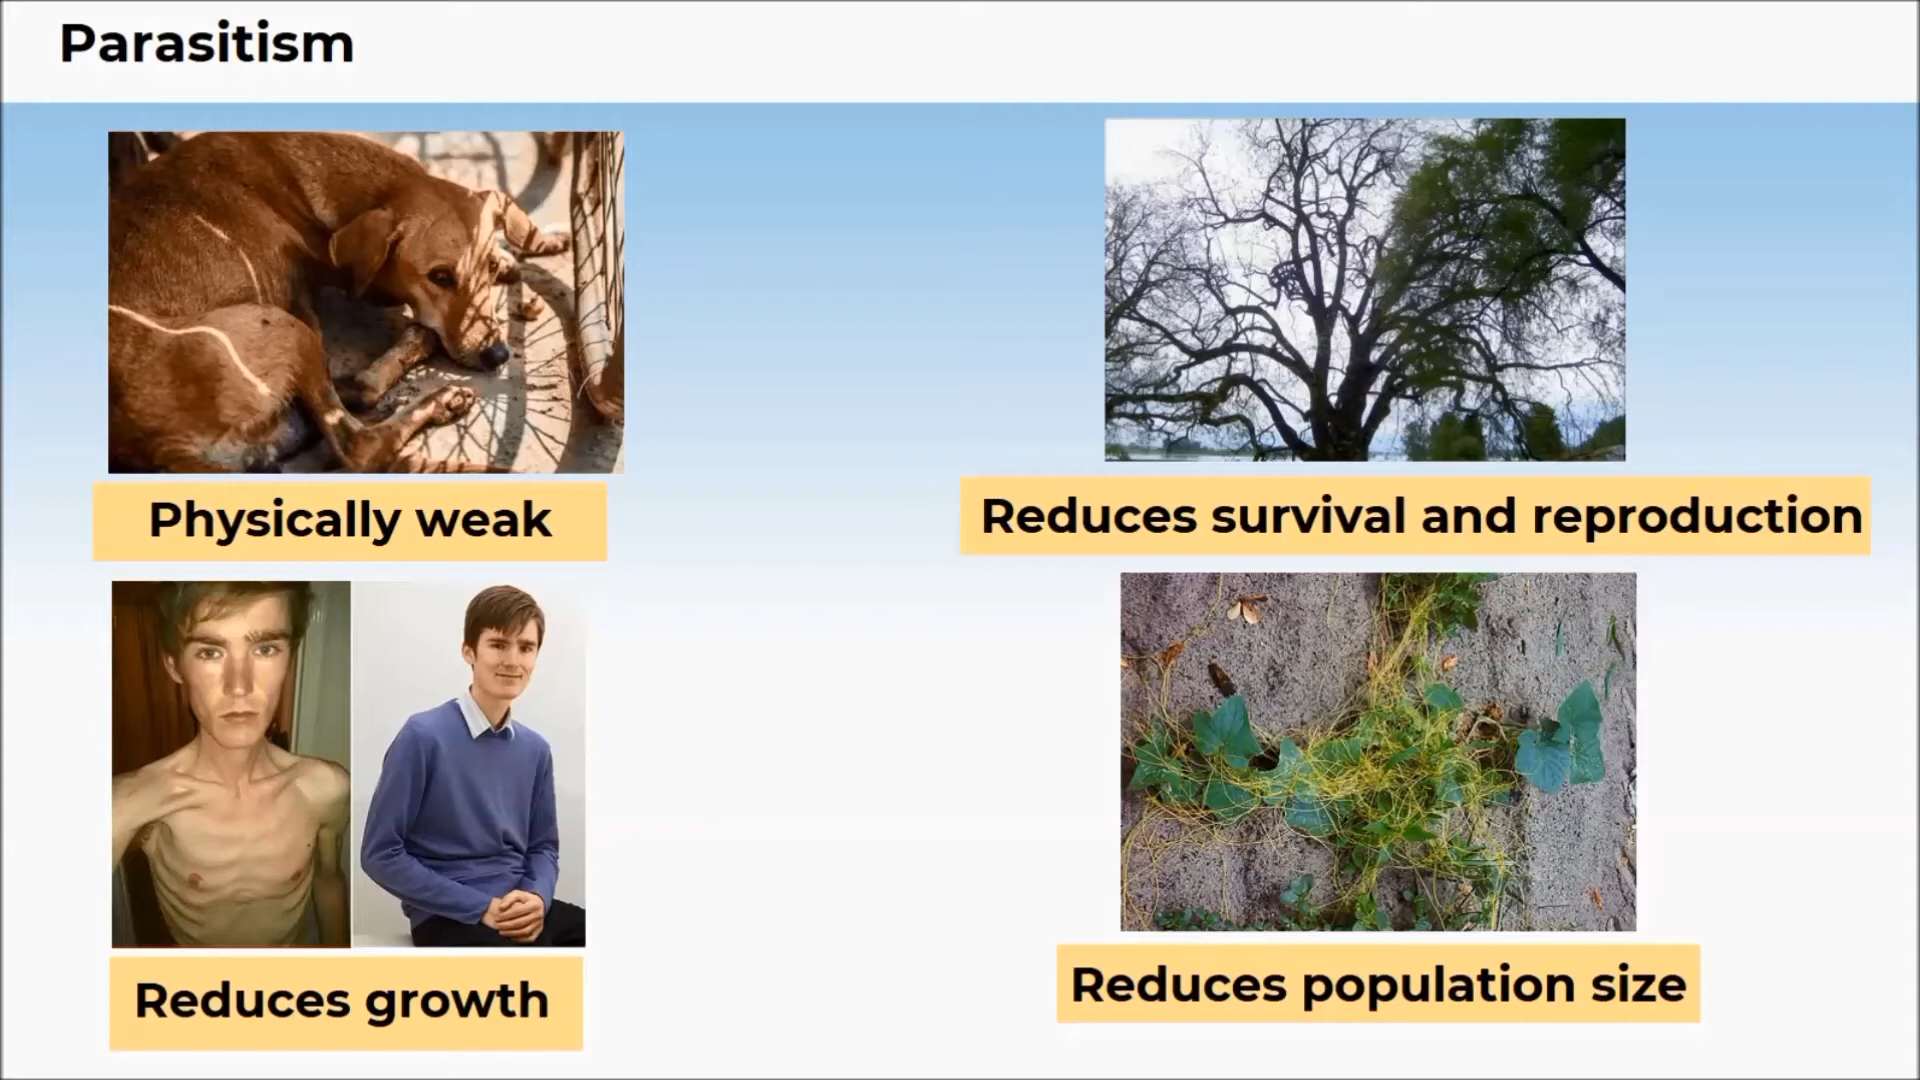 Parasitism
Physically weak
Reduces survival and reproduction
Reduces growth
Reduces population size